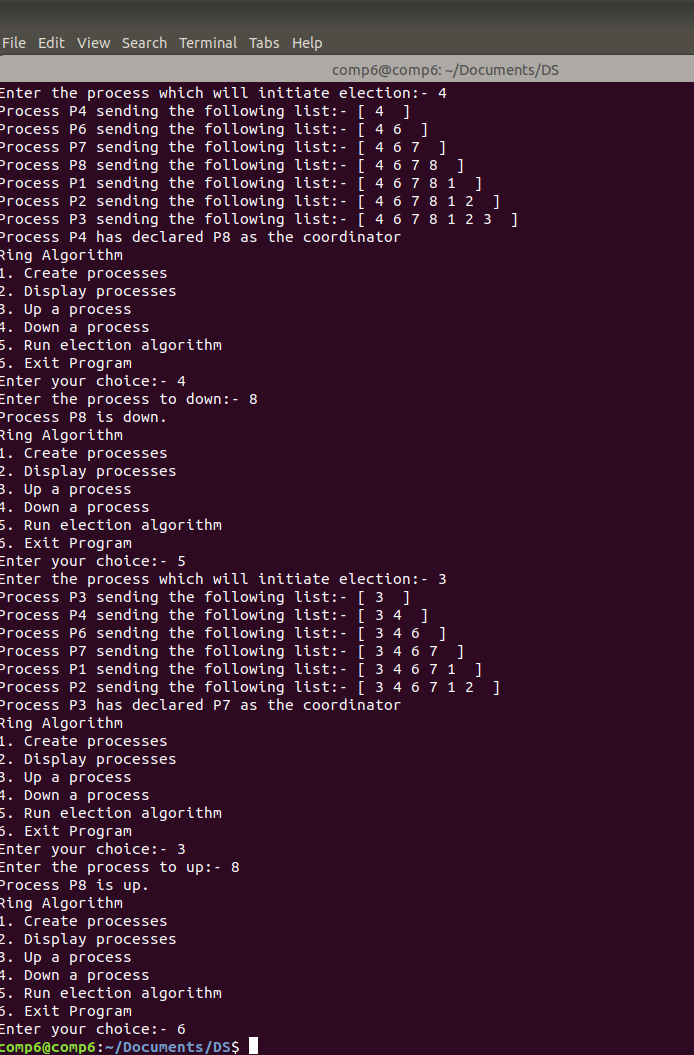 File Edit View Search Terminal Tabs Help
comp6@comp6: ~/Documents/DS
Enter the process which will initiate election:- 4
Process P4 sending the following list:- [ 4  ]
Process P6 sending the following list:- [ 4 6  ]
Process P7 sending the following list:- [ 4 6 7  ]
Process P8 sending the following list:- [ 4 6 7 8  ]
Process P1 sending the following list:- [ 4 6 7 8 1  ]
Process P2 sending the following list:- [ 4 6 7 8 1 2  ]
Process P3 sending the following list:- [ 4 6 7 8 1 2 3  ]
Process P4 has declared P8 as the coordinator
Ring Algorithm
1. Create processes
2. Display processes
3. Up a process
4. Down a process
5. Run election algorithm
6. Exit Program
Enter your choice:- 4
Enter the process to down:- 8
Process P8 is down.
Ring Algorithm
1. Create processes
2. Display processes
3. Up a process
4. Down a process
5. Run election algorithm
6. Exit Program
Enter your choice:- 5
Enter the process which will initiate election:- 3
Process P3 sending the following list:- [ 3  ]
Process P4 sending the following list:- [ 3 4  ]
Process P6 sending the following list:- [ 3 4 6  ]
Process P7 sending the following list:- [ 3 4 6 7  ]
Process P1 sending the following list:- [ 3 4 6 7 1  ]
Process P2 sending the following list:- [ 3 4 6 7 1 2  ]
Process P3 has declared P7 as the coordinator
Ring Algorithm
1. Create processes
2. Display processes
3. Up a process
4. Down a process
5. Run election algorithm
6. Exit Program
Enter your choice:- 3
Enter the process to up:- 8
Process P8 is up.
Ring Algorithm
1. Create processes
2. Display processes
3. Up a process
4. Down a process
5. Run election algorithm
6. Exit Program
Enter your choice:- 6
comp6@comp6:~/Documents/DS$